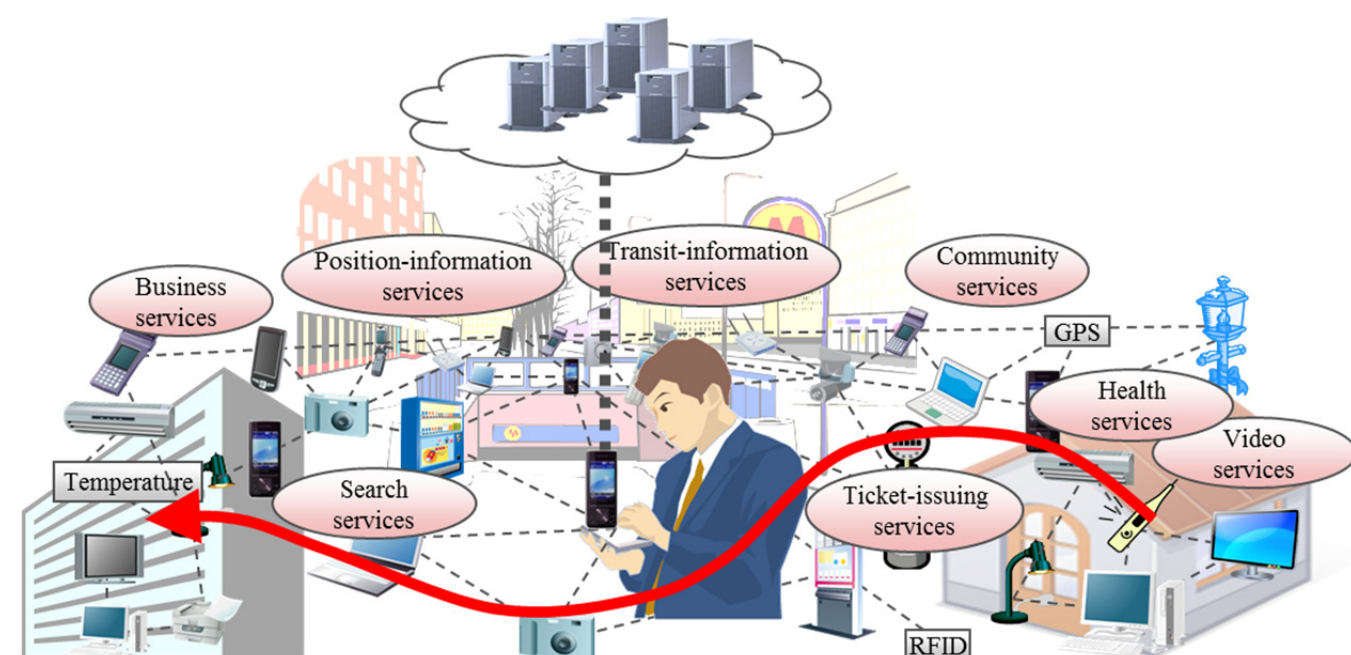 Position-information
services
Transit-information
services
Community
services
Business
services
GPS
Health
services
Video
services
Temperature
Search
services
Ticket-issuing
services
RFID